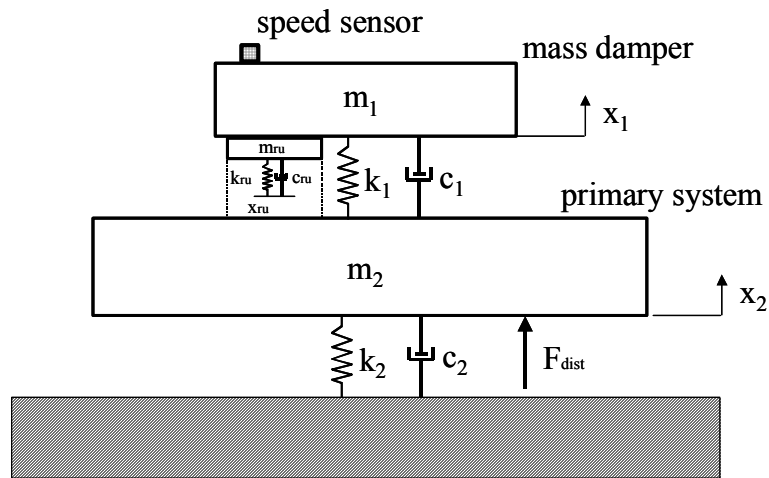 speed sensor
mass damper
m1
x1
mru
kru
cru
k1
c1
xru
primary system
m2
x2
k2
c2
Fdist